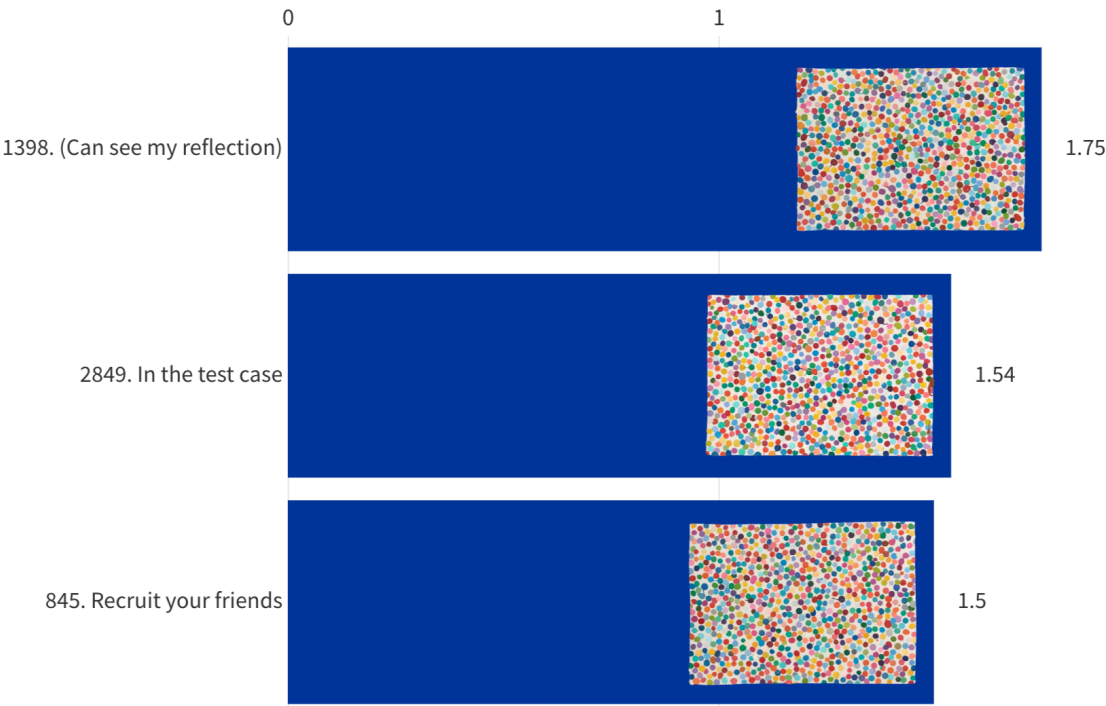 0 1
1398. (Can see my reflection) 1.75
2849. In the test case 1.54
845. Recruit your friends 1.5